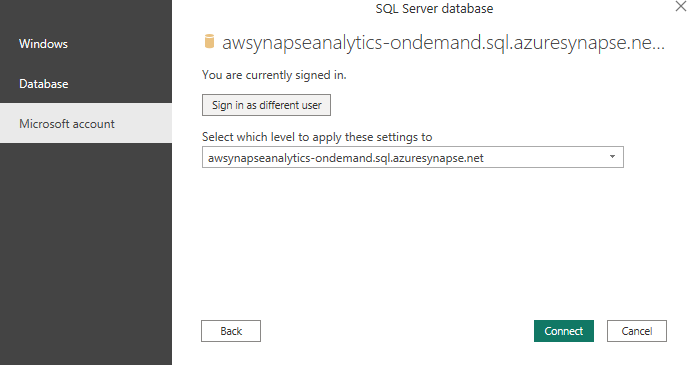 SQL Server database
Windows
Database
Microsoft account
awsynapseanalytics-ondemand.sql.azuresynapse.ne...
You are currently signed in.
Sign in as different user
Select which level to apply these settings to
awsynapseanalytics-ondemand.sql.azuresynapse.net
Back
Connect
Cancel